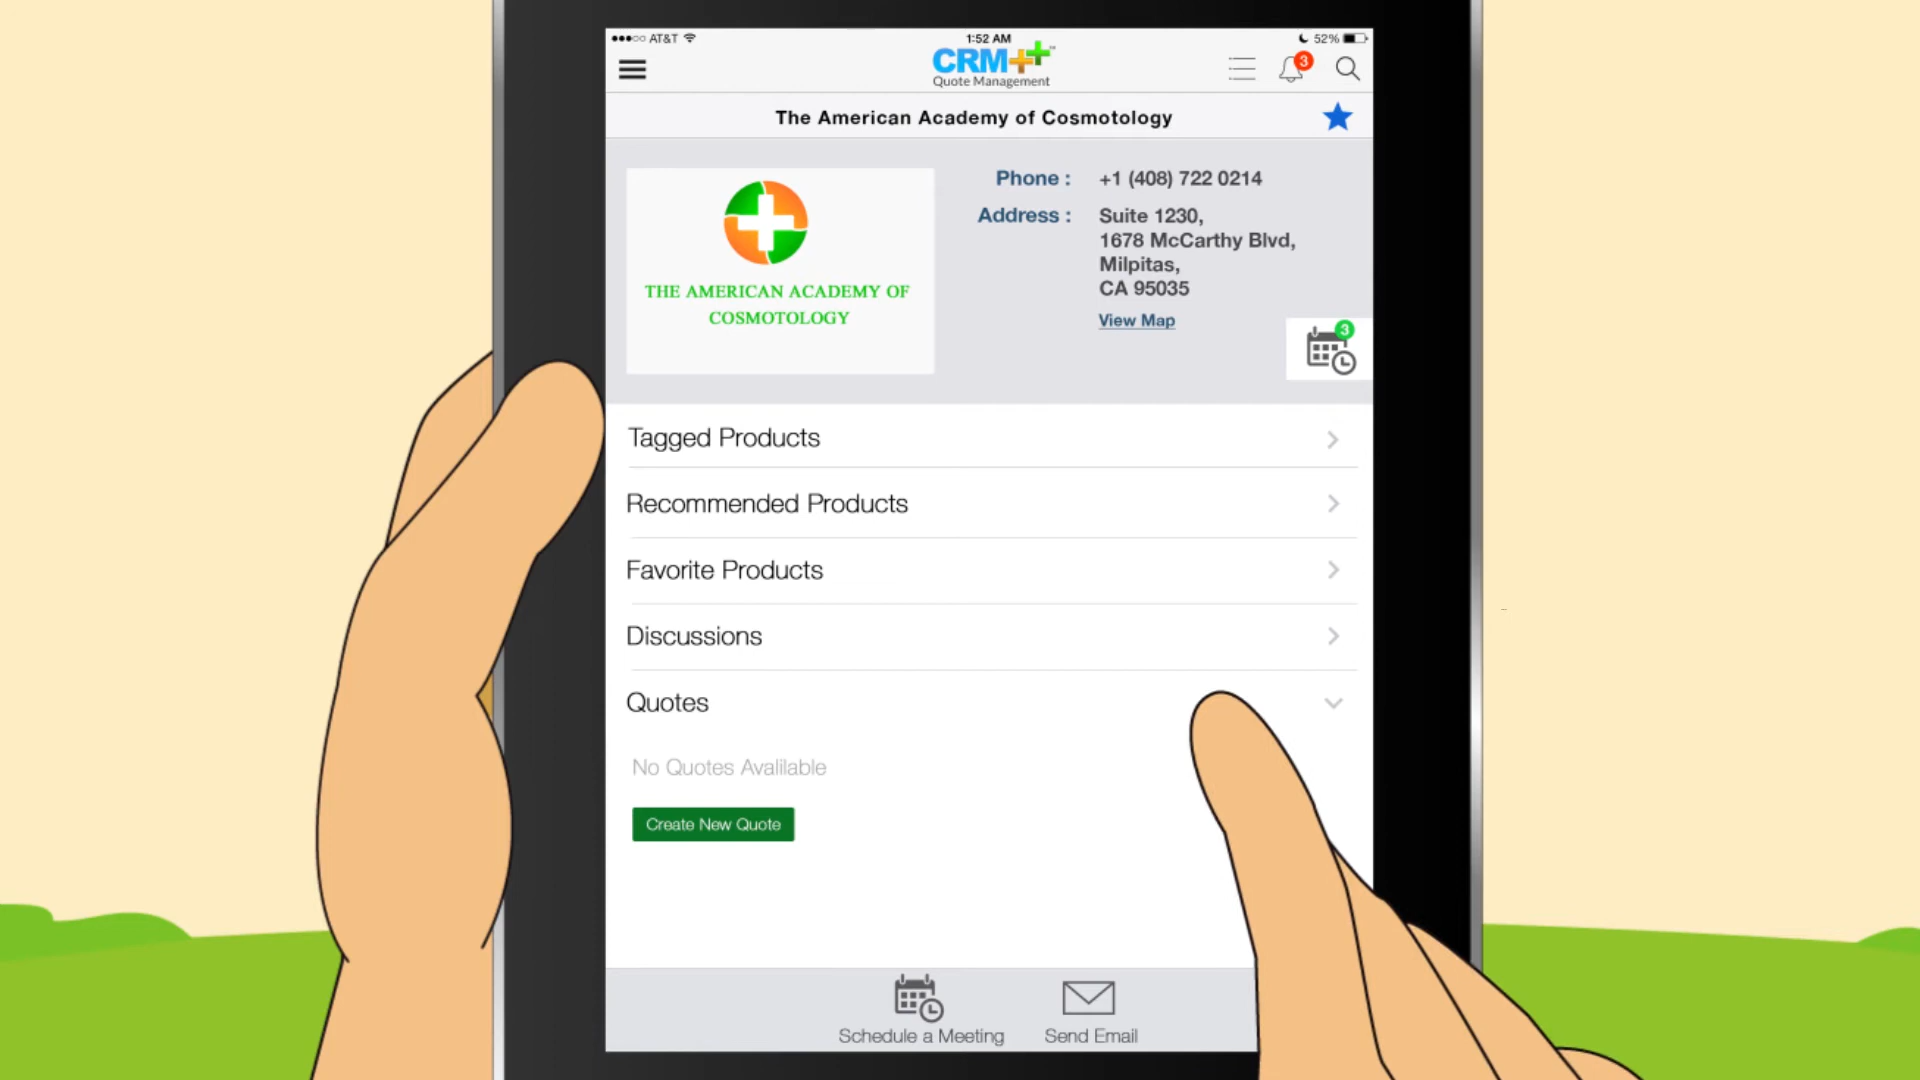 AT&T
1:52 AM
52%
CRM++™
Quote Management
3
The American Academy of Cosmotology
THE AMERICAN ACADEMY OF
COSMOTOLOGY
Phone : +1 (408) 722 0214
Address : Suite 1230,
1678 McCarthy Blvd,
Milpitas,
CA 95035
View Map
3
Tagged Products
Recommended Products
Favorite Products
Discussions
Quotes
No Quotes Avalilable
Create New Quote
Schedule a Meeting
Send Email